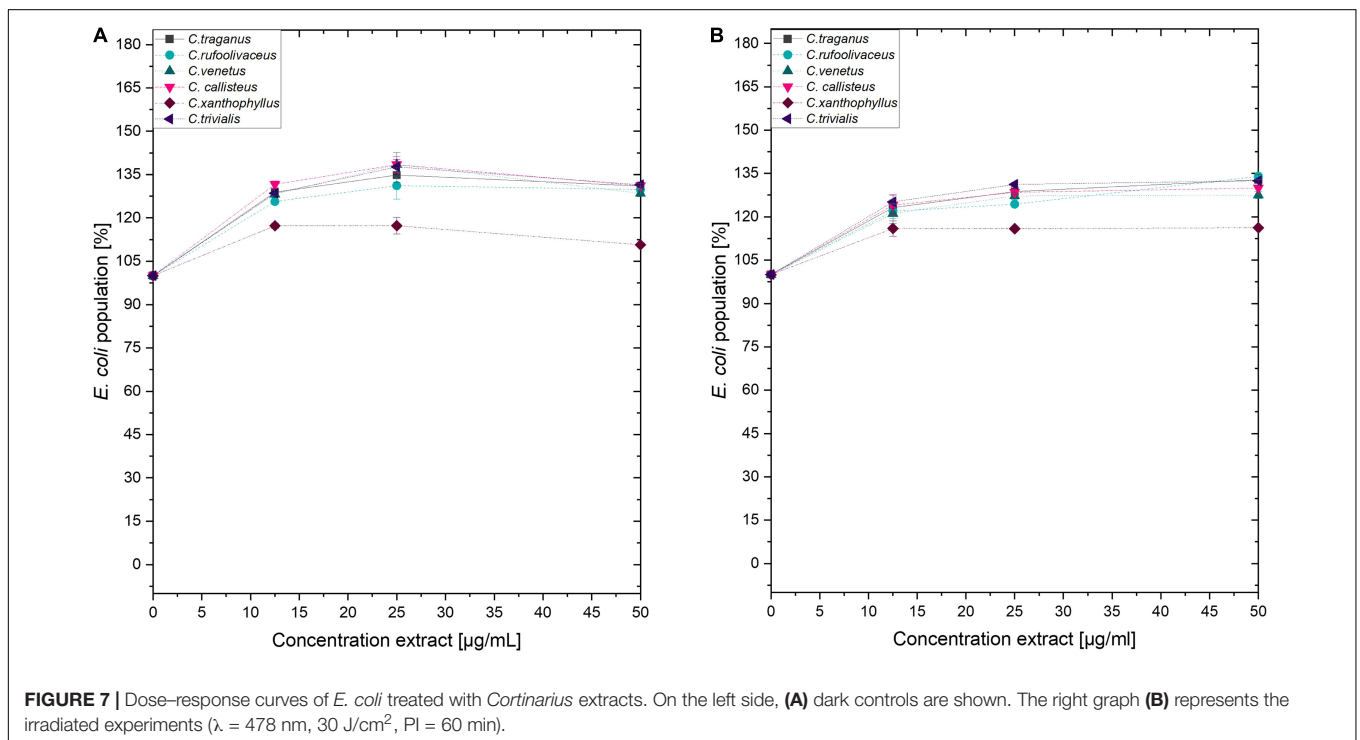 A
C.traganus
C.rufoolivaceus
C.venetus
C. callisteus
C.xanthophyllus
C.trivialis
180
165
150
135
120
105
90
75
60
45
30
15
0
E. coli population [%]
0 5 10 15 20 25 30 35 40 45 50
Concentration extract [µg/mL]
B
C.traganus
C.rufoolivaceus
C.venetus
C. callisteus
C.xanthophyllus
C.trivialis
180
165
150
135
120
105
90
75
60
45
30
15
0
E. coli population [%]
0 5 10 15 20 25 30 35 40 45 50
Concentration extract [µg/ml]
FIGURE 7 | Dose–response curves of E. coli treated with Cortinarius extracts. On the left side, (A) dark controls are shown. The right graph (B) represents the
irradiated experiments (λ = 478 nm, 30 J/cm², PI = 60 min).